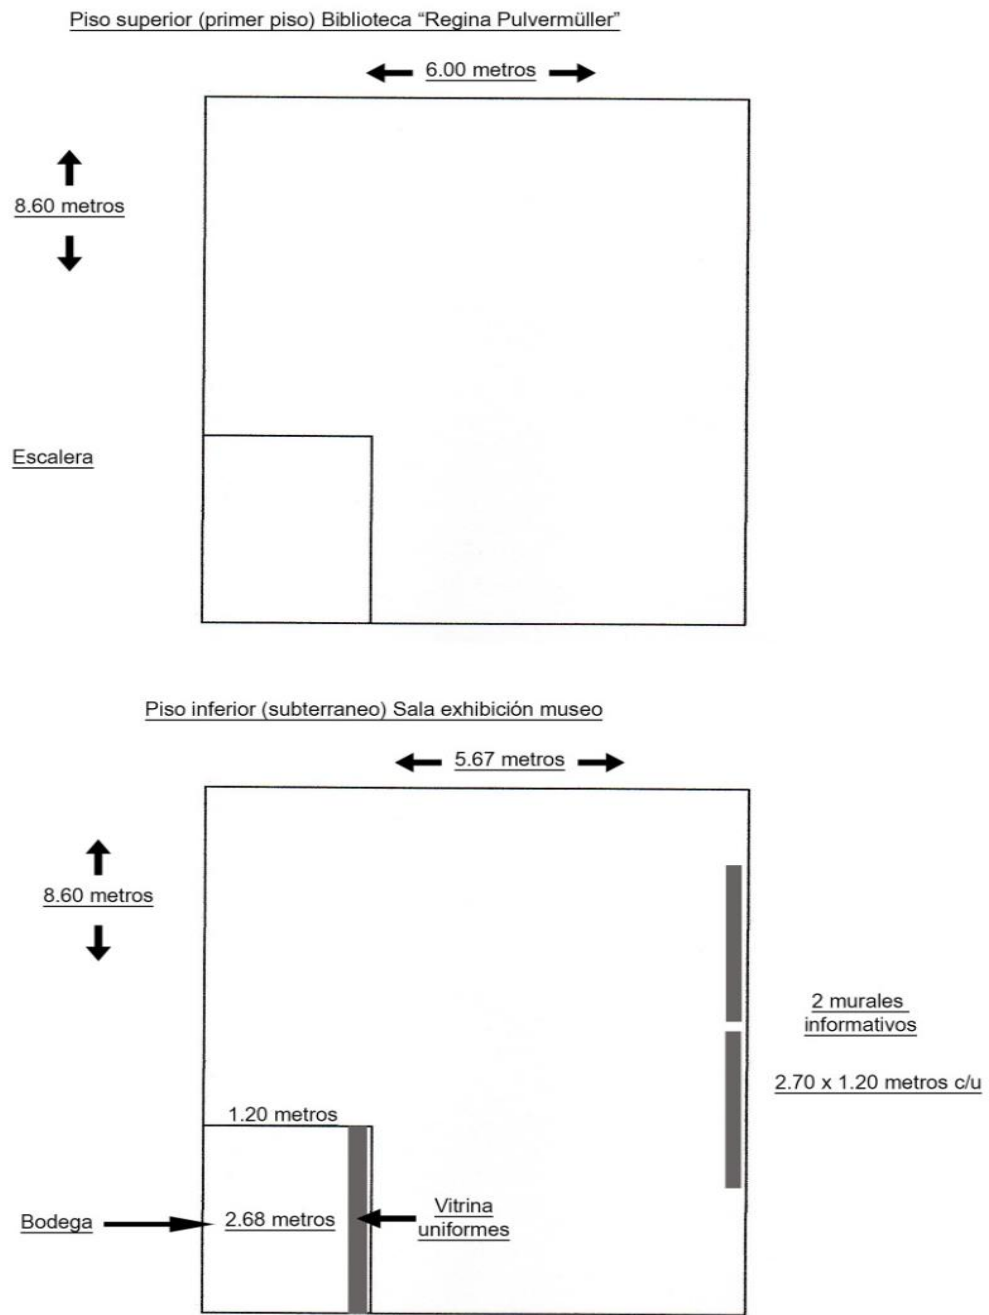 Piso superior (primer piso) Biblioteca “Regina Pulvermüller”
6.00 metros
8.60 metros
Escalera
Piso inferior (subterraneo) Sala exhibición museo
5.67 metros
8.60 metros
2 murales
informativos
2.70 x 1.20 metros c/u
1.20 metros
Bodega
2.68 metros
Vitrina
uniformes